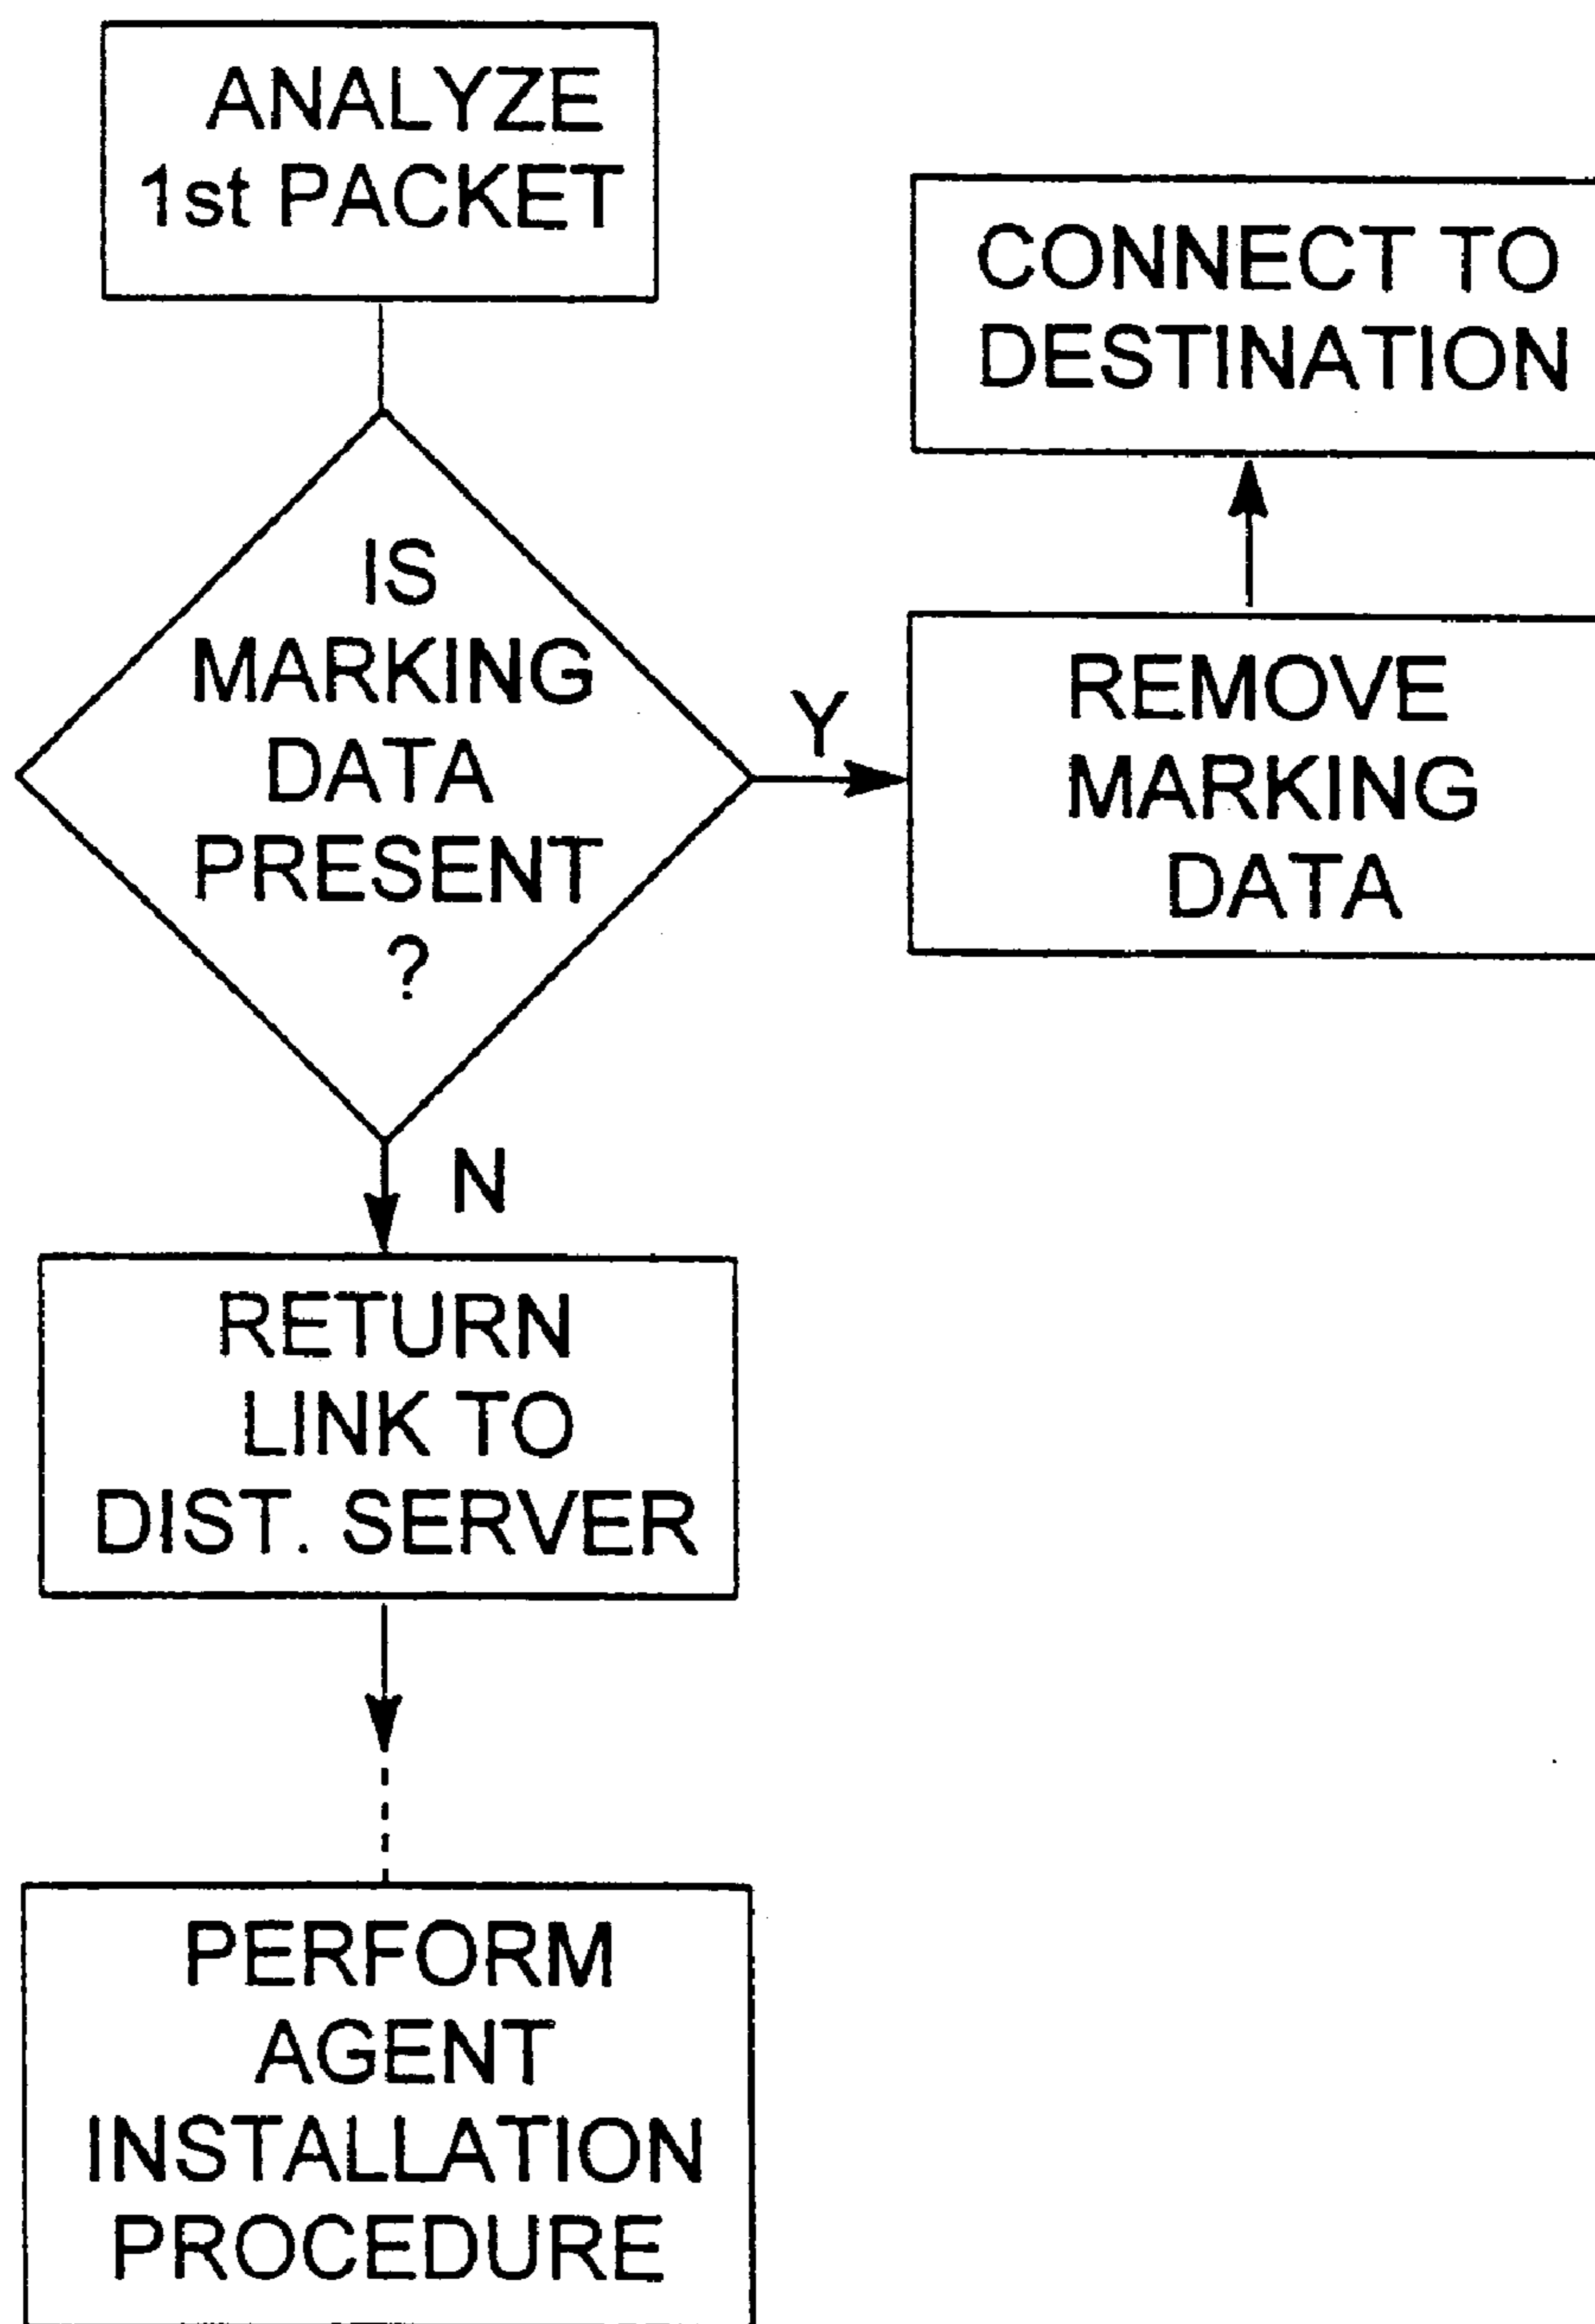 ANALYZE
1st PACKET
IS
MARKING
DATA
PRESENT
?
Y
REMOVE
MARKING
DATA
CONNECT TO
DESTINATION
N
RETURN
LINK TO
DIST. SERVER
PERFORM
AGENT
INSTALLATION
PROCEDURE